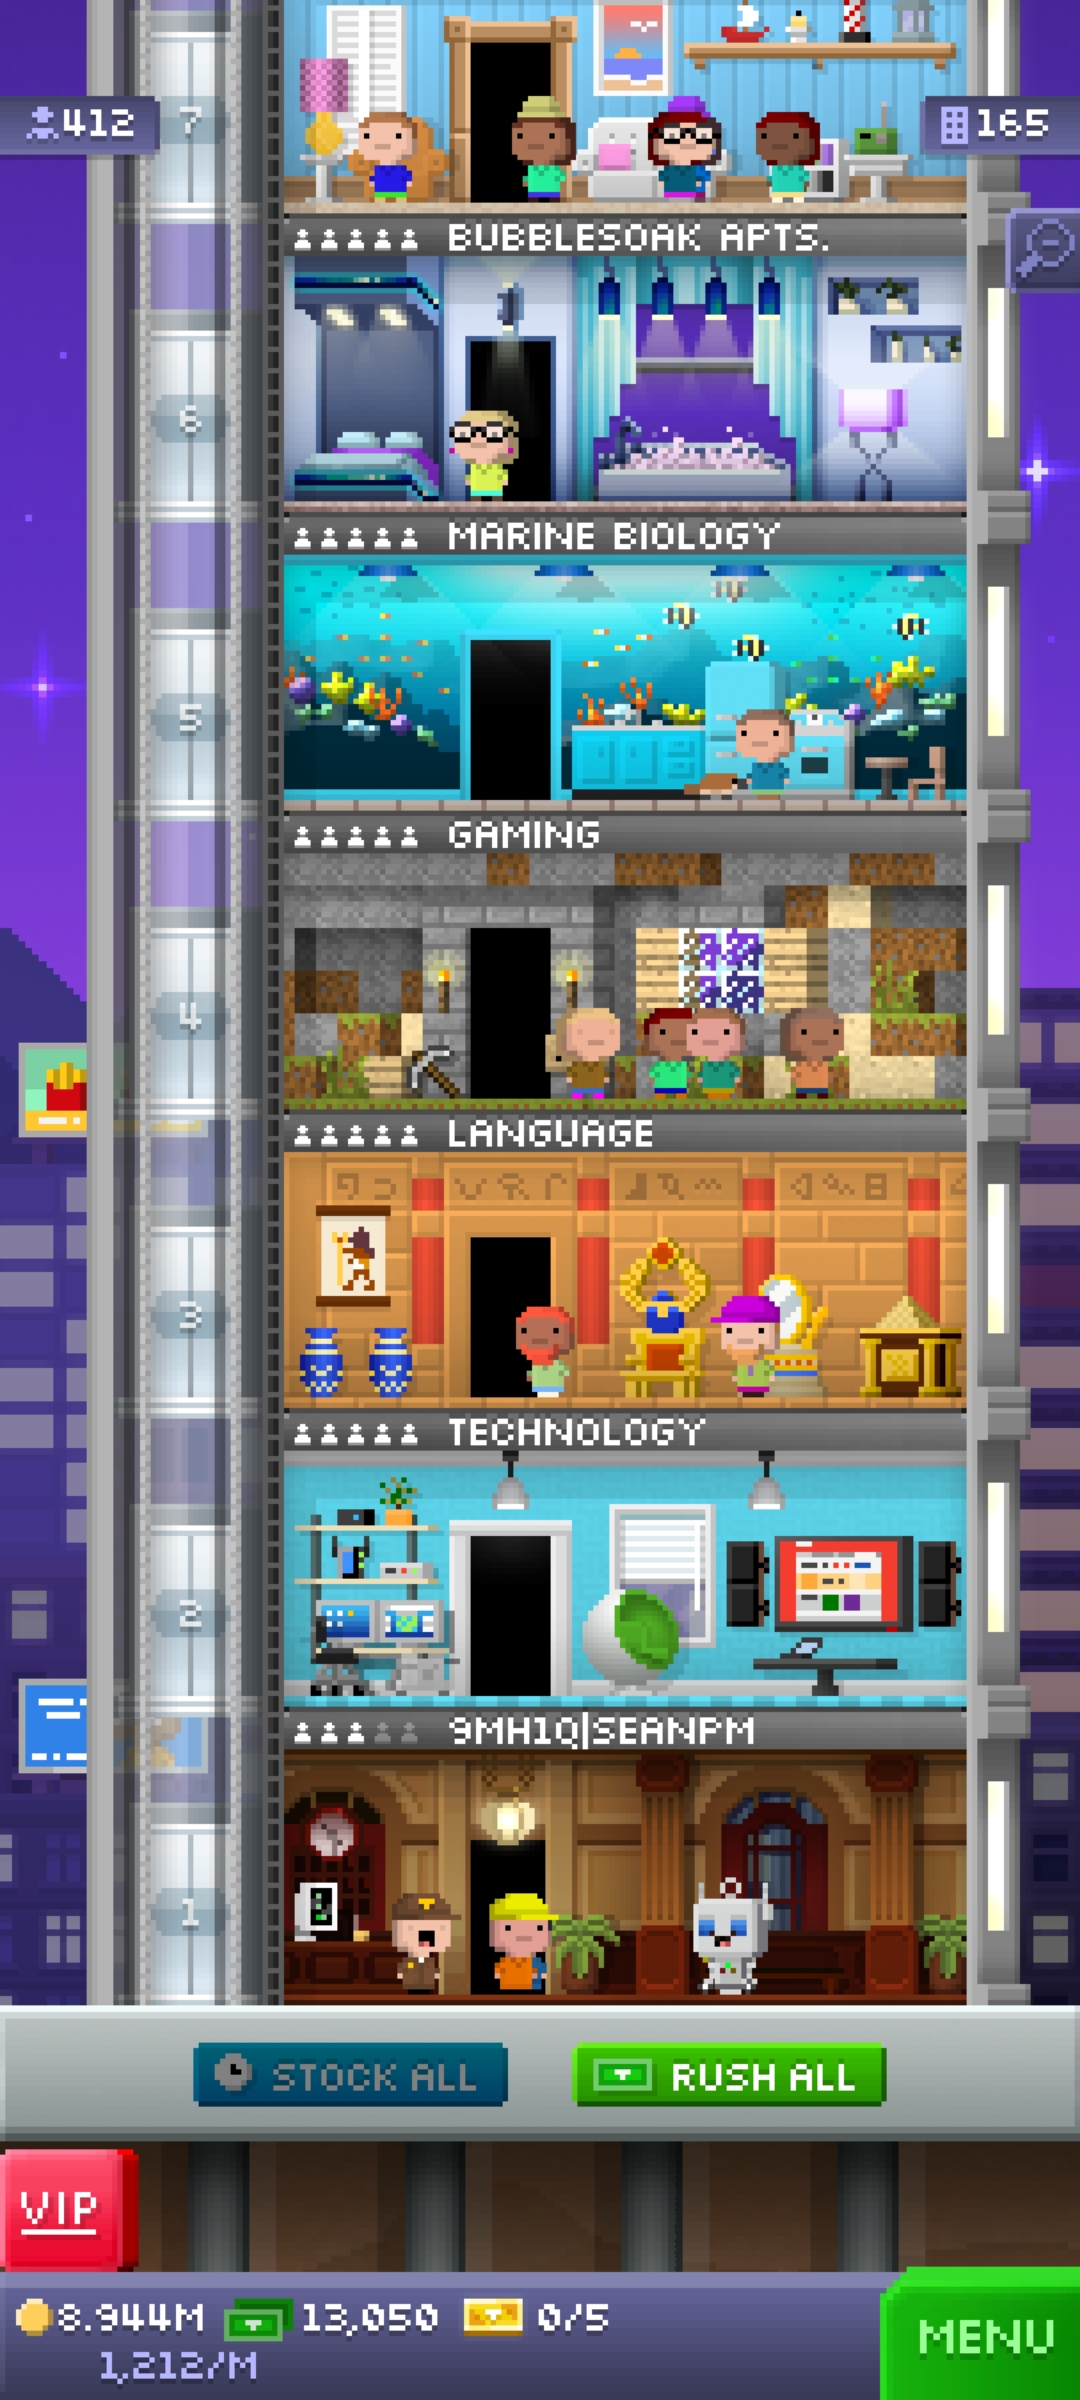 7
412
165
BUBBLESOAK APTS.
6
MARINE BIOLOGY
5
GAMING
4
LANGUAGE
3
TECHNOLOGY
2
9MH1Q|SEANPM
1
STOCK ALL
RUSH ALL
VIP
8.944M 13,050 0/5
1,212/M
MENU